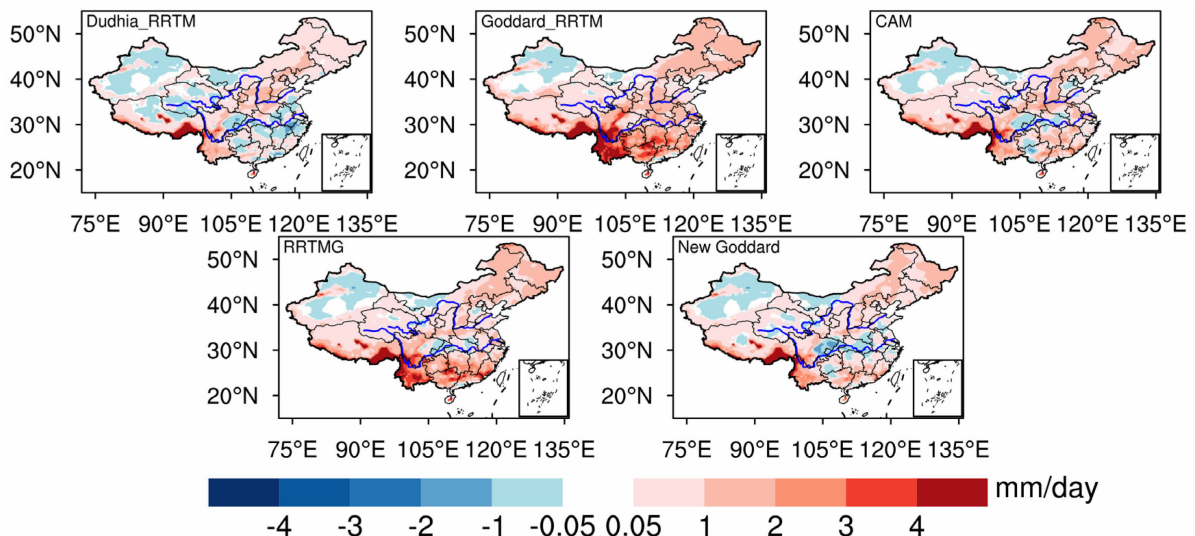 Dudhia_RRTM
Goddard_RRTM
CAM
50°N
40°N
30°N
20°N
50°N
40°N
30°N
20°N
50°N
40°N
30°N
20°N
75°E 90°E 105°E 120°E 135°E
75°E 90°E 105°E 120°E 135°E
75°E 90°E 105°E 120°E 135°E
RRTMG
New Goddard
50°N
40°N
30°N
20°N
50°N
40°N
30°N
20°N
75°E 90°E 105°E 120°E 135°E
75°E 90°E 105°E 120°E 135°E
mm/day
-4 -3 -2 -1 -0.05 0.05 1 2 3 4